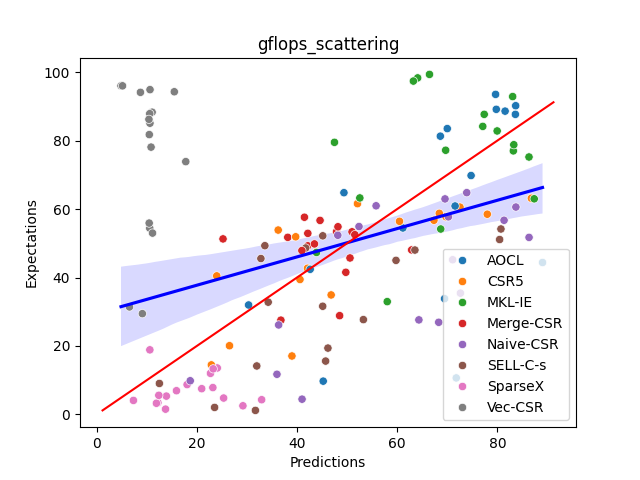 gflops_scattering
100
80
60
40
20
0
Expectations
0 20 40 60 80
Predictions
AOCL
CSR5
MKL-IE
Merge-CSR
Naive-CSR
SELL-C-s
SparseX
Vec-CSR